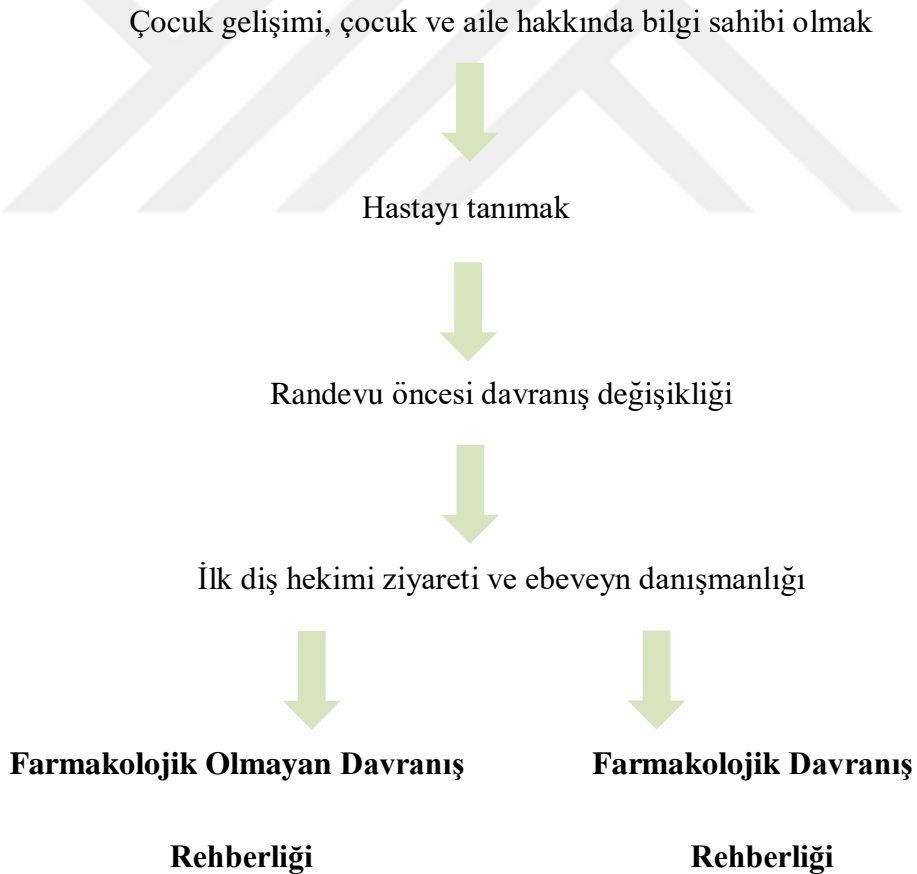 Çocuk gelişimi, çocuk ve aile hakkında bilgi sahibi olmak
Hastayı tanımak
Randevu öncesi davranış değişikliği
İlk diş hekimi ziyareti ve ebeveyn danışmanlığı
Farmakolojik Olmayan Davranış
Rehberliği
Farmakolojik Davranış
Rehberliği